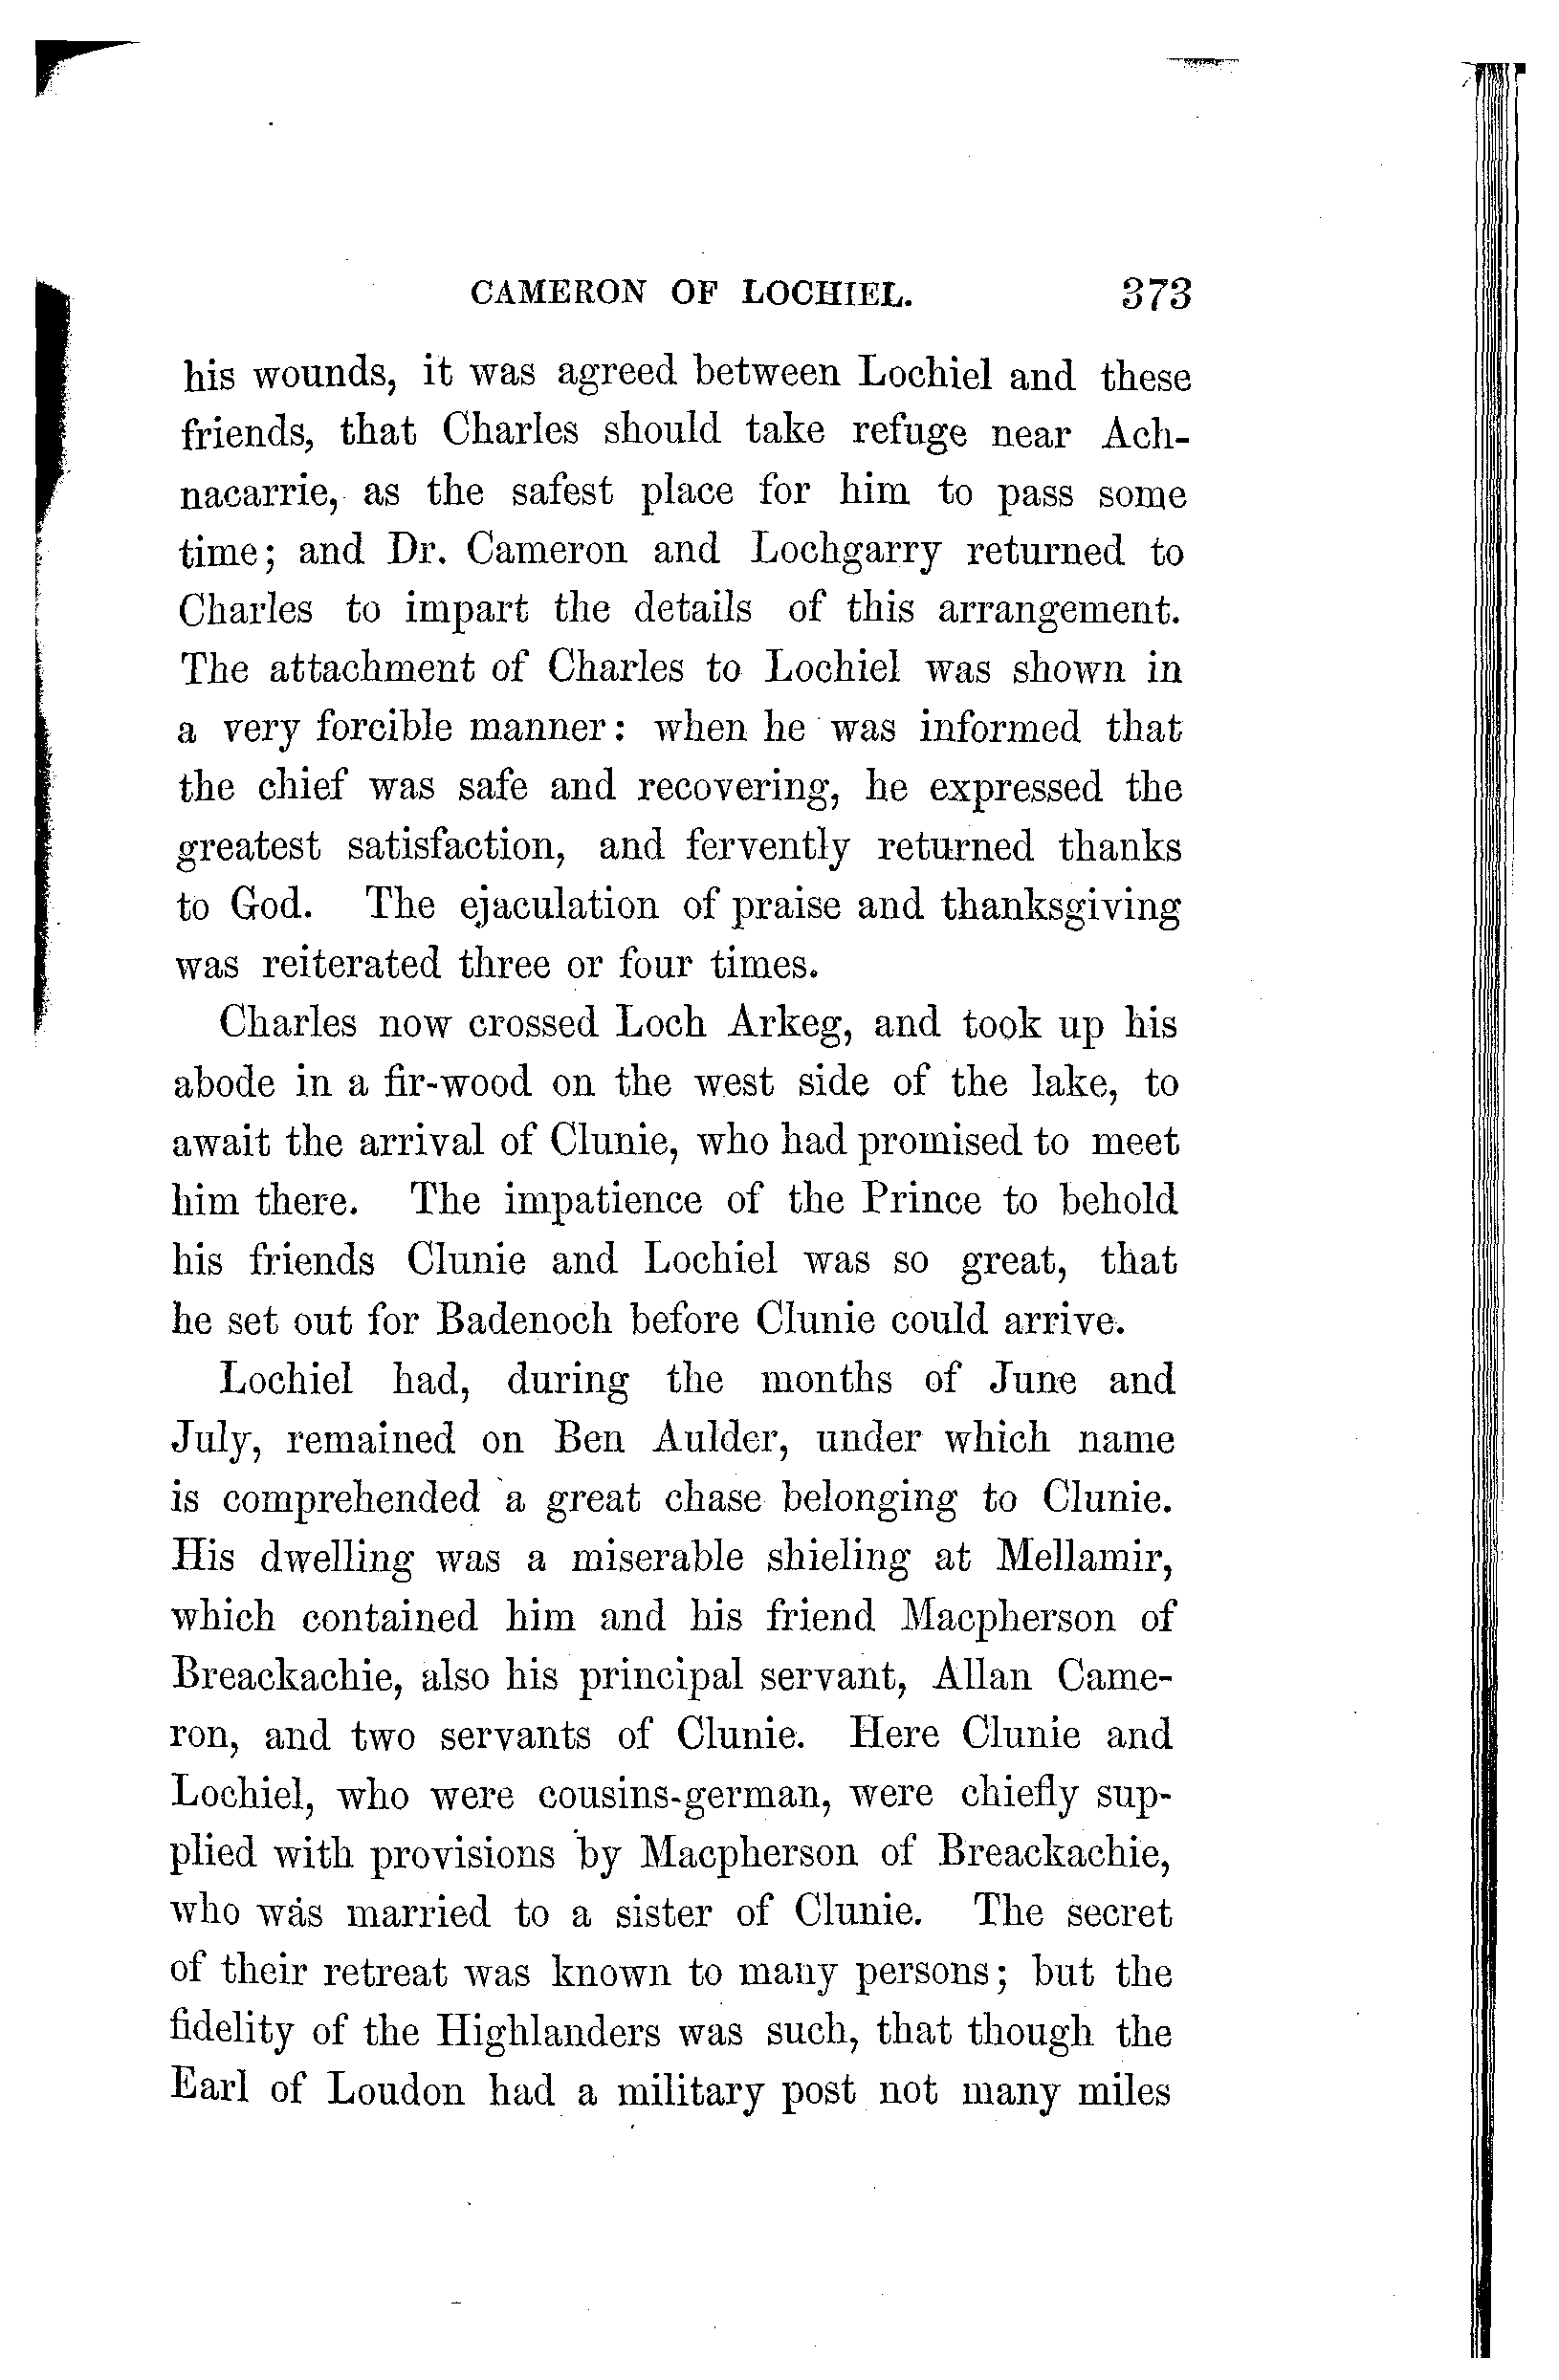 CAMERON OF LOCHIEL. 373
his wounds, it was agreed between Lochiel and these
friends, that Charles should take refuge near Ach-
nacarrie, as the safest place for him to pass some
time; and Dr. Cameron and Lochgarry returned to
Charles to impart the details of this arrangement.
The attachment of Charles to Lochiel was shown in
a very forcible manner: when he was informed that
the chief was safe and recovering, he expressed the
greatest satisfaction, and fervently returned thanks
to God. The ejaculation of praise and thanksgiving
was reiterated three or four times.
Charles now crossed Loch Arkeg, and took up his
abode in a fir-wood on the west side of the lake, to
await the arrival of Clunie, who had promised to meet
him there. The impatience of the Prince to behold
his friends Clunie and Lochiel was so great, that
he set out for Badenoch before Clunie could arrive.
Lochiel had, during the months of June and
July, remained on Ben Aulder, under which name
is comprehended a great chase belonging to Clunie.
His dwelling was a miserable shieling at Mellamir,
which contained him and his friend Macpherson of
Breackachie, also his principal servant, Allan Came-
ron, and two servants of Clunie. Here Clunie and
Lochiel, who were cousins-german, were chiefly sup-
plied with provisions by Macpherson of Breackachie,
who was married to a sister of Clunie. The secret
of their retreat was known to many persons; but the
fidelity of the Highlanders was such, that though the
Earl of Loudon had a military post not many miles